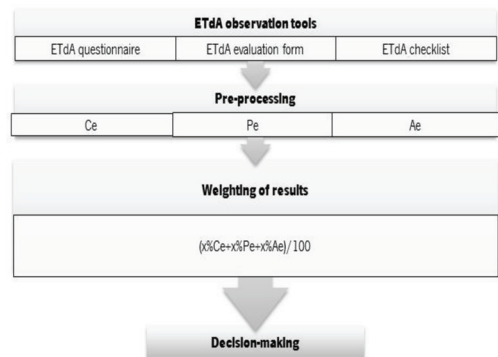 ETdA observation tools
ETdA questionnaire ETdA evaluation form ETdA checklist
Pre-processing
Ce Pe Ae
Weighting of results
(x%Ce+x%Pe+x%Ae)/100
Decision-making